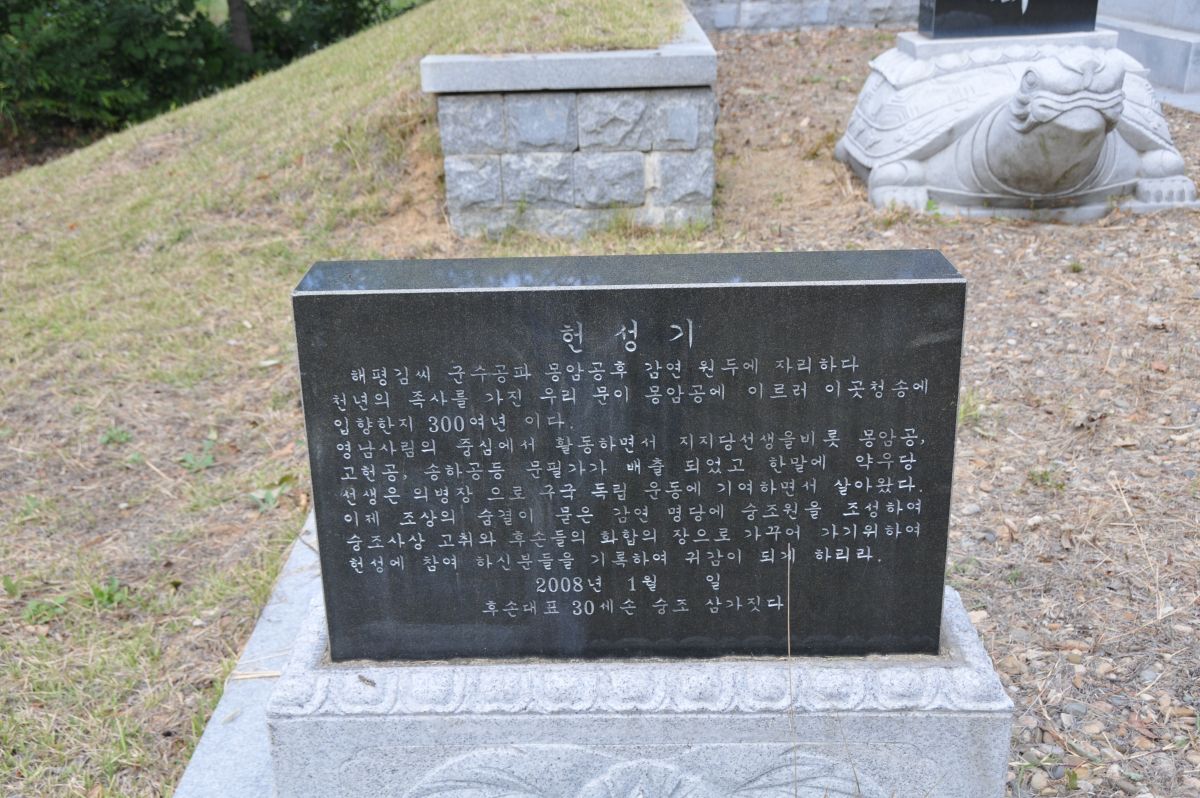 헌성기
해평김씨 군수공파 몽암공후 감연 원두에 자리하다
천년의 족사를 가진 우리 문이 몽암공에 이르러 이곳청송에
입향한지 300여년 이다.
영남사림의 중심에서 활동하면서 지지당선생을비롯 몽암공,
고헌공, 송하공등 문필가가 배출 되었고 한말에 약우당
선생은 의병장 으로 구국 독립 운동에 기여하면서 살아왔다.
이제 조상의 숨결이 묻은 감연 명당에 숭조원을 조성하여
숭조사상 고취와 후손들의 화합의 장으로 가꾸어 가기위하여
헌성에 참여 하신분들을 기록하여 귀감이 되게 하리라.
2008년 1월 일
후손대표 30세손 숭조 삼가짓다